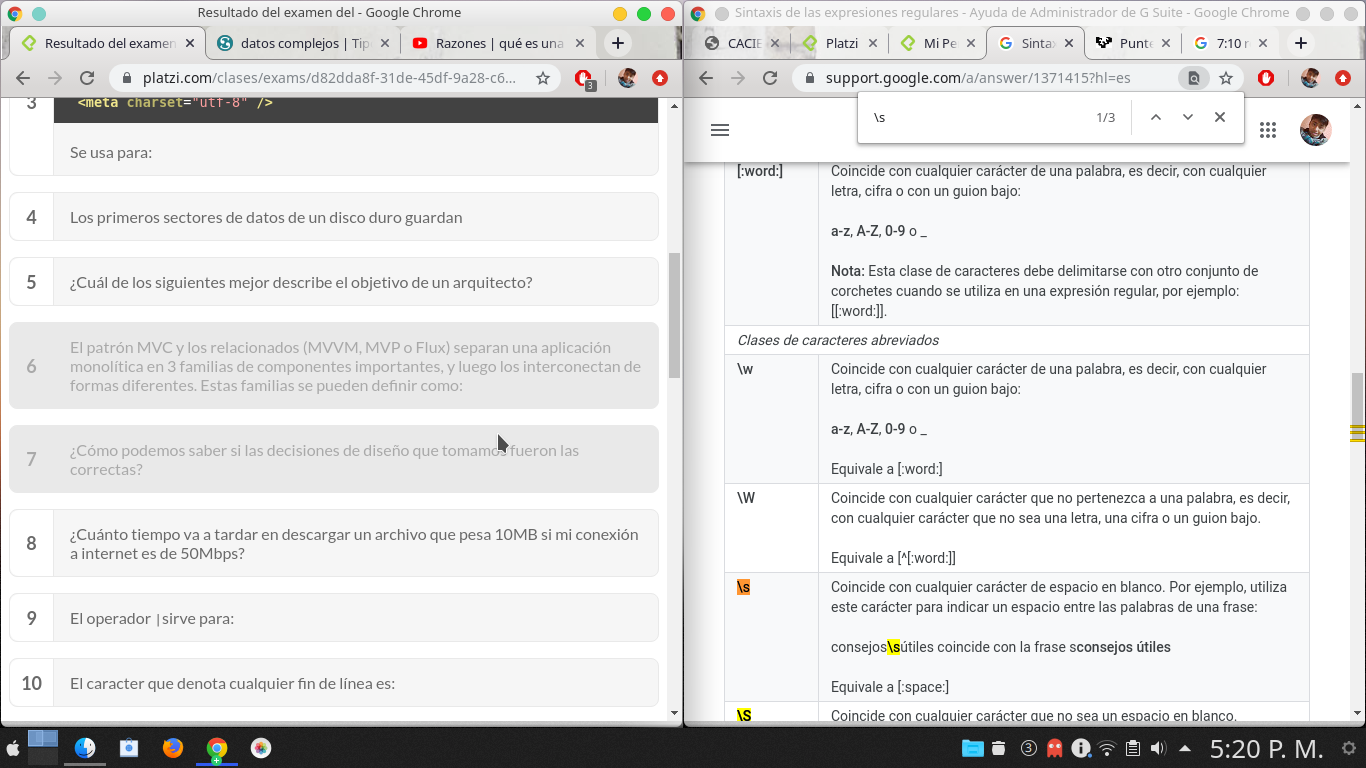 Resultado del examen del - Google Chrome
Resultado del examen
datos complejos | Tip
Razones | qué es una
platzi.com/clases/exams/d82dda8f-31de-45df-9a28-c6...
3
3
<meta charset="utf-8" />
Se usa para:
4
Los primeros sectores de datos de un disco duro guardan
5
¿Cuál de los siguientes mejor describe el objetivo de un arquitecto?
6
El patrón MVC y los relacionados (MVVM, MVP o Flux) separan una aplicación
monolítica en 3 familias de componentes importantes, y luego los interconectan de
formas diferentes. Estas familias se pueden definir como:
7
¿Cómo podemos saber si las decisiones de diseño que tomamos fueron las
correctas?
8
¿Cuánto tiempo va a tardar en descargar un archivo que pesa 10MB si mi conexión
a internet es de 50Mbps?
9
El operador | sirve para:
10
El caracter que denota cualquier fin de línea es:
Sintaxis de las expresiones regulares - Ayuda de Administrador de G Suite - Google Chrome
CACIE
Platzi
Mi Pe
Sintax
Punte
7:10 r
support.google.com/a/answer/1371415?hl=es
\s
1/3
[:word:]
Coincide con cualquier carácter de una palabra, es decir, con cualquier
letra, cifra o con un guion bajo:
a-z, A-Z, 0-9 o _
Nota: Esta clase de caracteres debe delimitarse con otro conjunto de
corchetes cuando se utiliza en una expresión regular, por ejemplo:
[[:word:]].
Clases de caracteres abreviados
\w
Coincide con cualquier carácter de una palabra, es decir, con cualquier
letra, cifra o con un guion bajo:
a-z, A-Z, 0-9 o _
Equivale a [:word:]
\W
Coincide con cualquier carácter que no pertenezca a una palabra, es decir,
con cualquier carácter que no sea una letra, una cifra o un guion bajo.
Equivale a [^[:word:]]
\s
Coincide con cualquier carácter de espacio en blanco. Por ejemplo, utiliza
este carácter para indicar un espacio entre las palabras de una frase:
consejos\sútiles coincide con la frase sconsejos útiles
Equivale a [:space:]
\S
Coincide con cualquier carácter que no sea un espacio en blanco.
3
5:20 P. M.